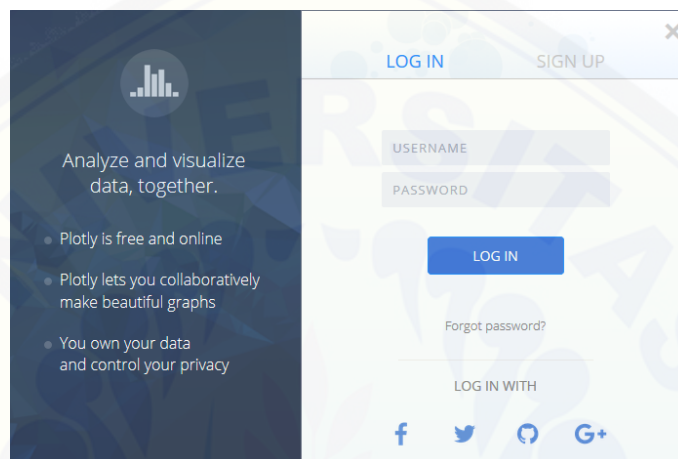 Analyze and visualize
data, together.
Plotly is free and online
Plotly lets you collaboratively
make beautiful graphs
You own your data
and control your privacy
LOG IN
SIGN UP
USERNAME
PASSWORD
LOG IN
Forgot password?
LOG IN WITH
G+
UNIVERSITAS